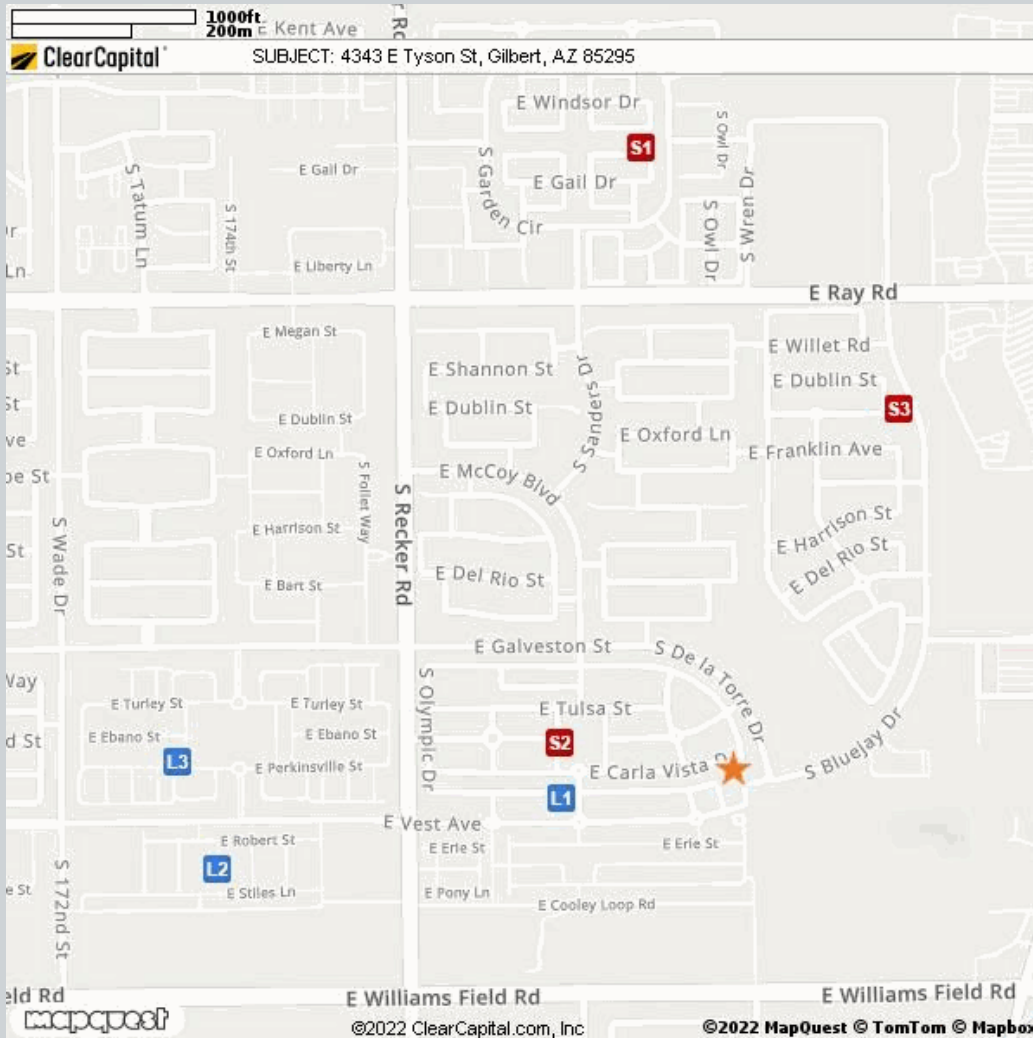 1000ft
200m
E Kent Ave
ClearCapital
SUBJECT: 4343 E Tyson St, Gilbert, AZ 85295
E Windsor Dr
S Owl Dr
S1
S Tatum Ln
E Gail Dr
S Garden Cir
E Gail Dr
S Wren Dr
S 174th St
S Owl Dr
E Liberty Ln
Ln
E Ray Rd
E Megan St
E Willet Rd
E Shannon St
S Sanders Dr
E Dublin St
E Dublin St
S3
E Dublin St
E Oxford Ln
E Oxford Ln
E Franklin Ave
E McCoy Blvd
S Follet Way
S Recker Rd
S Wade Dr
E Harrison St
E Harrison St
E Del Rio St
E Del Rio St
E Bart St
E Galveston St
S De la Torre Dr
Way
S Olympic Dr
E Turley St
E Turley St
E Tulsa St
E Ebano St
E Ebano St
d St
S2
L3
E Perkinsville St
E Carla Vista
S Bluejay Dr
L1
E Vest Ave
E Robert St
E Erie St
E Erie St
L2
S 172nd St
E Stiles Ln
E Pony Ln
E Cooley Loop Rd
eld Rd
E Williams Field Rd
E Williams Field Rd
mapquest
©2022 ClearCapital.com, Inc
©2022 MapQuest © TomTom © Mapbox